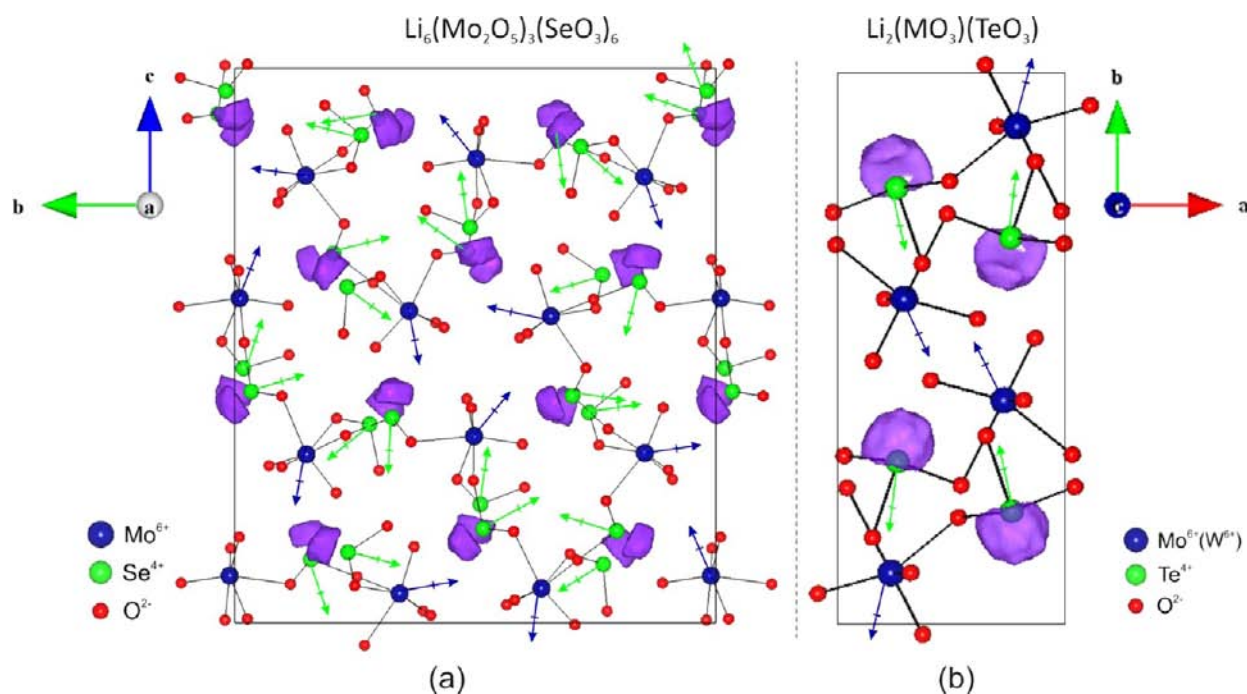 Li₆(Mo₂O₅)₃(SeO₃)₆
Li₂(MO₃)(TeO₃)
c
b
a
b
c
a
Mo⁶⁺
Se⁴⁺
O²⁻
Mo⁶⁺(W⁶⁺)
Te⁴⁺
O²⁻
(a)
(b)